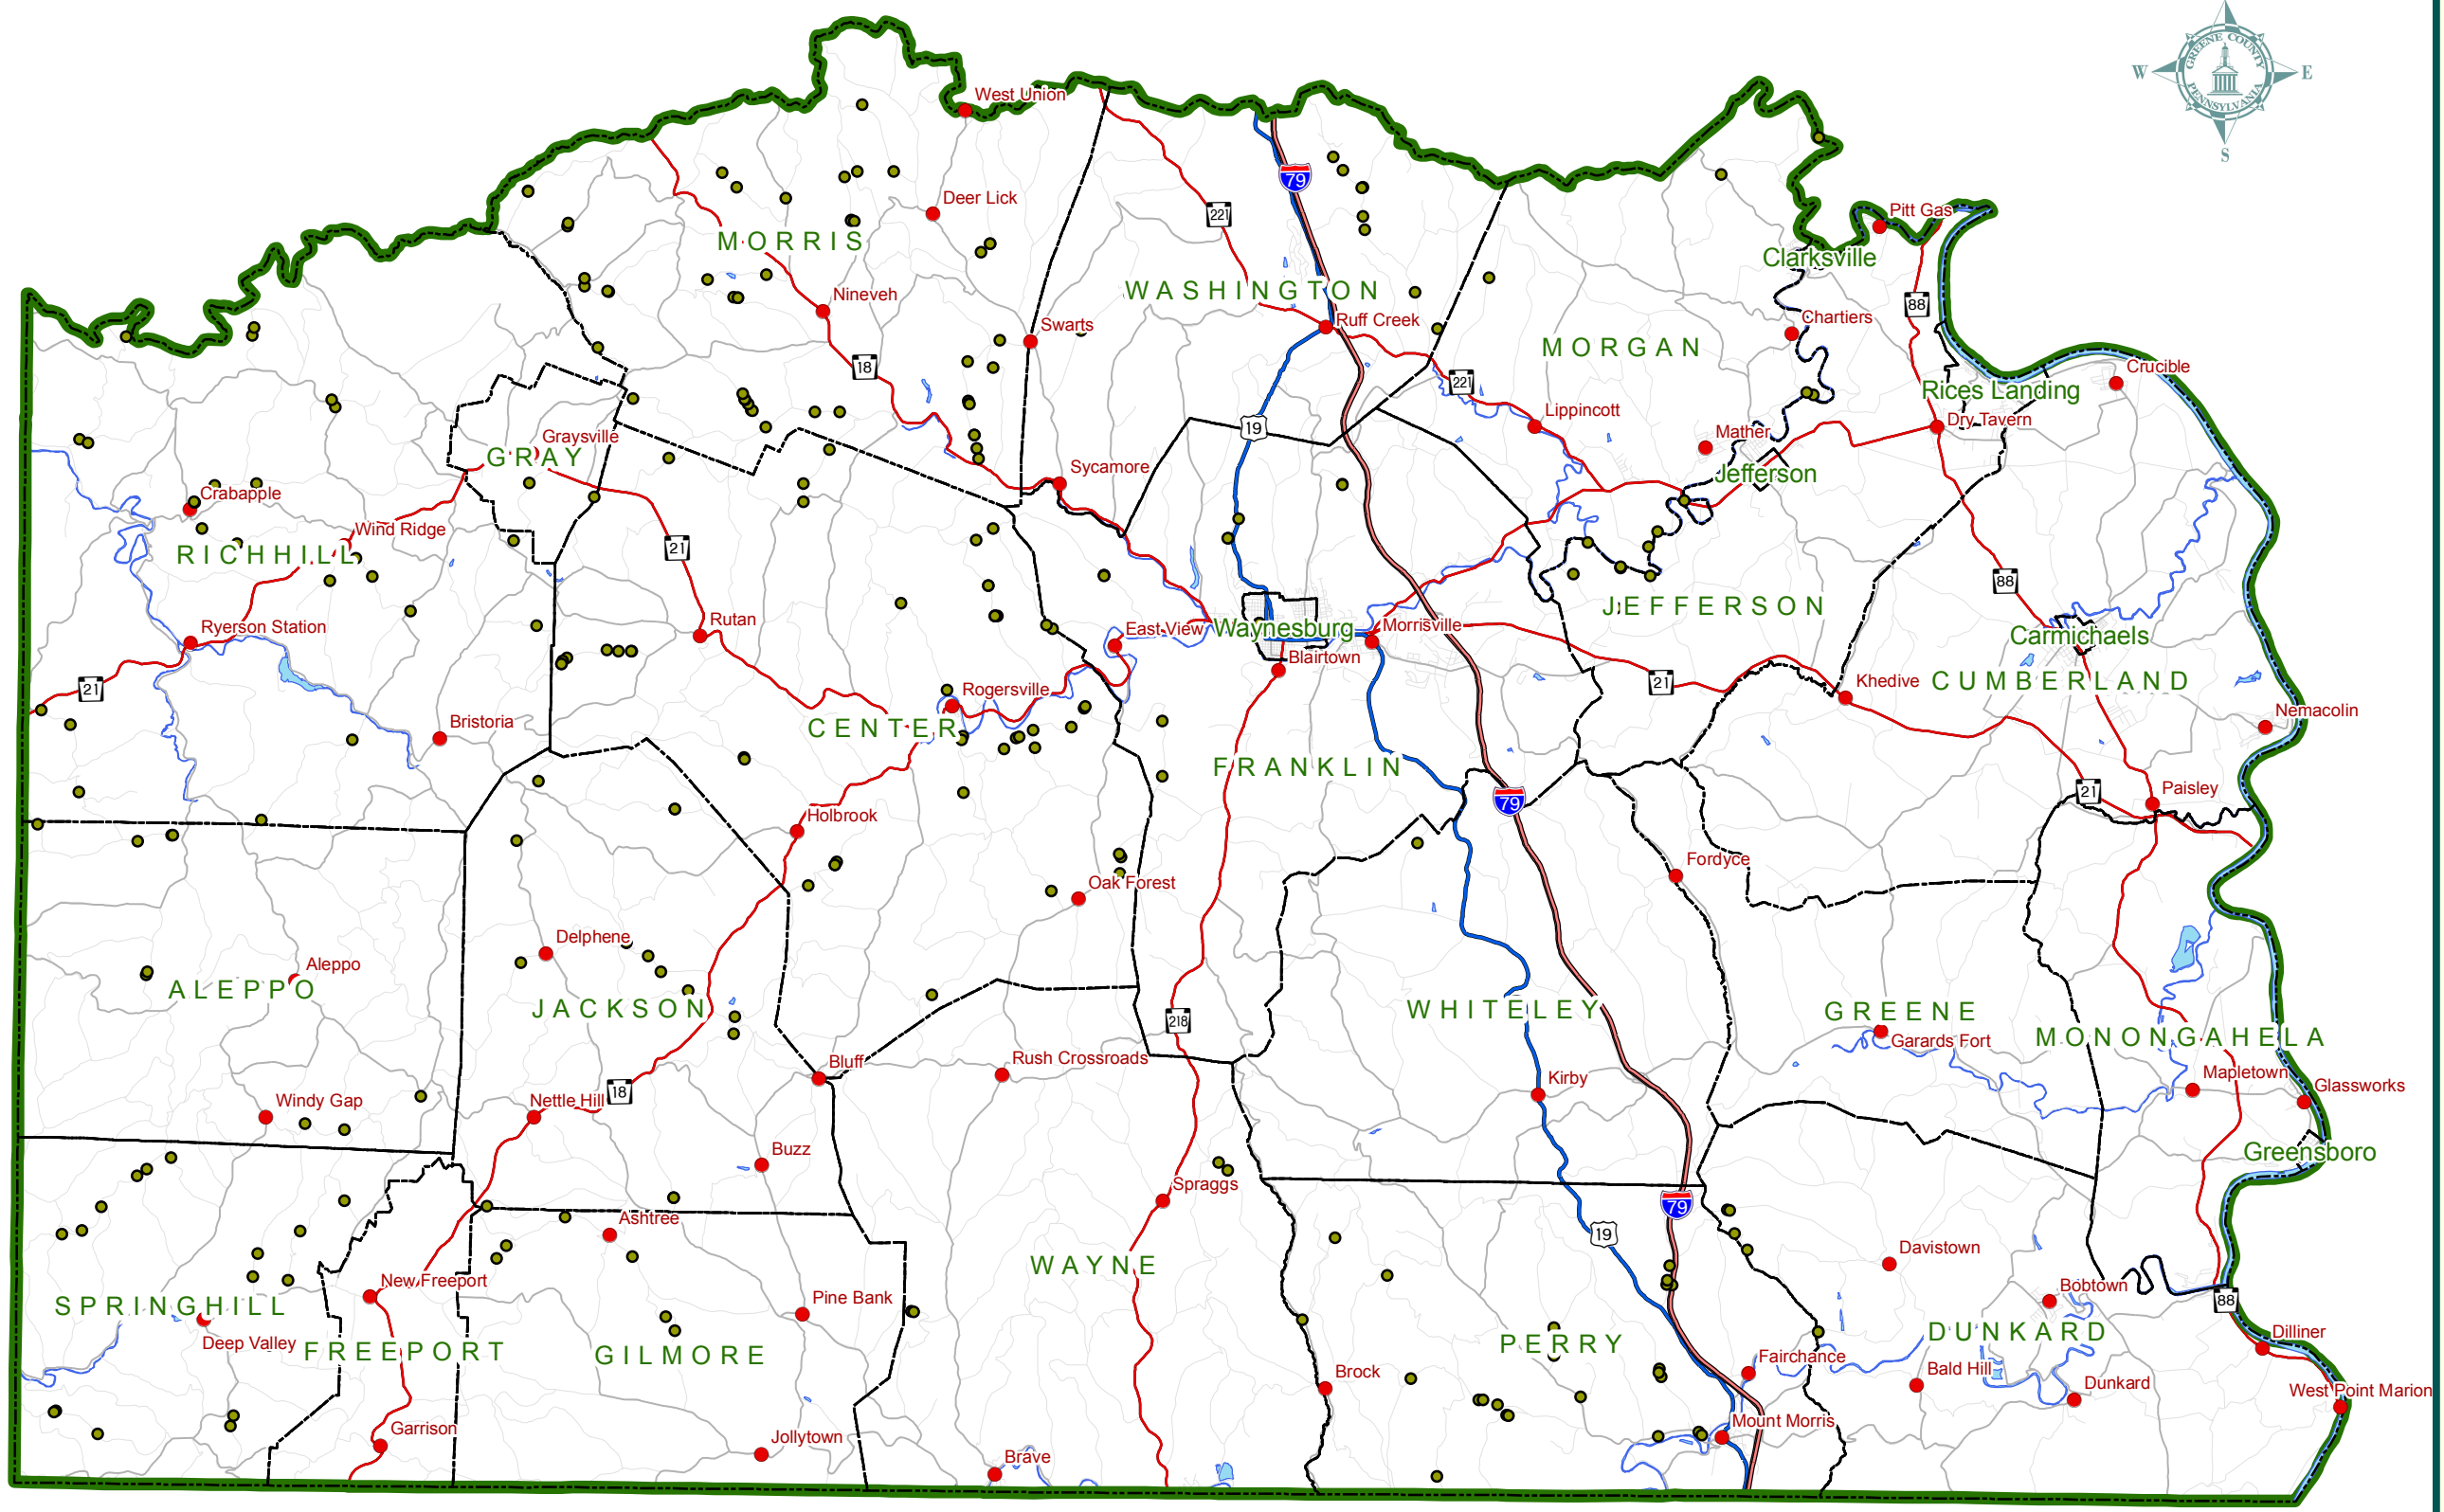 GREENE COUNTY
W
E
PENNSYLVANIA
S
West Union
79
Deer Lick
221
Pitt Gas
MORRIS
Clarksville
WASHINGTON
Nineveh
88
Swarts
Ruff Creek
Chartiers
MORGAN
18
221
Crucible
Rices Landing
Lippincott
19
Dry Tavern
Mather
Graysville
GRAY
Sycamore
Jefferson
Crabapple
Wind Ridge
RICHHILL
21
88
JEFFERSON
Rutan
Ryerson Station
East View
Waynesburg
Morrisville
Carmichaels
Blairtown
21
21
Khedive
CUMBERLAND
Rogersville
Bristoria
CENTER
Nemacolin
FRANKLIN
21
Paisley
79
Holbrook
Fordyce
Oak Forest
Delphene
Aleppo
ALEPPO
JACKSON
218
WHITELEY
GREENE
Garards Fort
MONONGAHELA
Bluff
Rush Crossroads
Kirby
Mapletown
Glassworks
18
Windy Gap
Nettle Hill
Buzz
Greensboro
Spraggs
79
Ashtree
19
Davistown
WAYNE
New Freeport
Bobtown
SPRINGHILL
Pine Bank
88
Deep Valley
FREEPORT
GILMORE
PERRY
DUNKARD
Dilliner
Fairchance
Brock
Bald Hill
Dunkard
West Point Marion
Garrison
Mount Morris
Jollytown
Brave